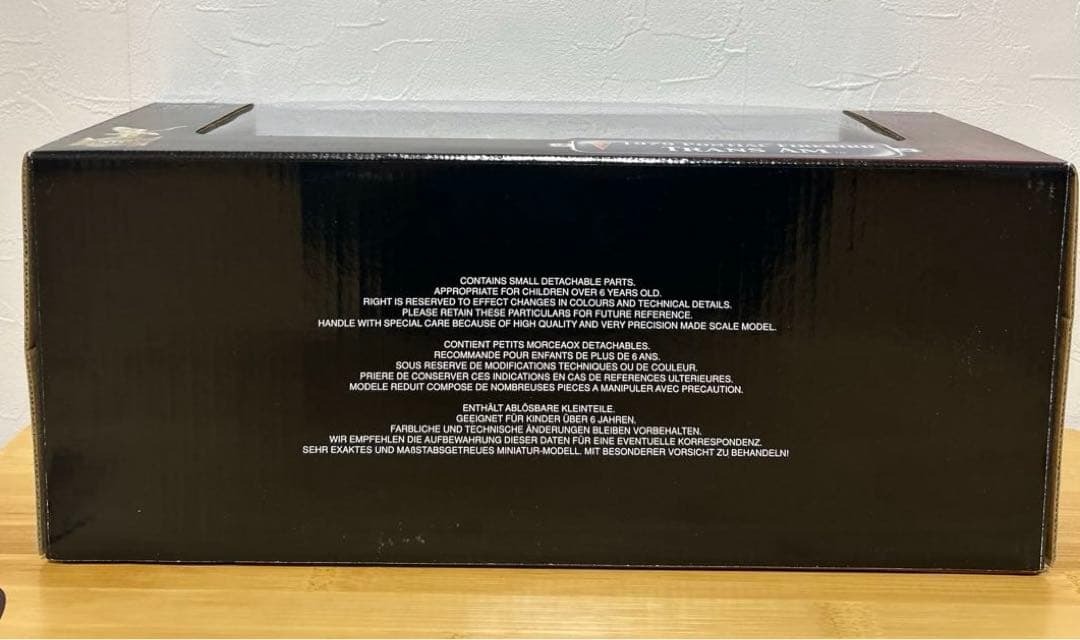 TRANS AM
CONTAINS SMALL DETACHABLE PARTS.
APPROPRIATE FOR CHILDREN OVER 6 YEARS OLD.
RIGHT IS RESERVED TO EFFECT CHANGES IN COLOURS AND TECHNICAL DETAILS.
PLEASE RETAIN THESE PARTICULARS FOR FUTURE REFERENCE.
HANDLE WITH SPECIAL CARE BECAUSE OF HIGH QUALITY AND VERY PRECISION MADE SCALE MODEL.
CONTIENT PETITS MORCEAOX DETACHABLES.
RECOMMANDE POUR ENFANTS DE PLUS DE 6 ANS.
SOUS RESERVE DE MODIFICATIONS TECHNIQUES OU DE COULEUR.
PRIERE DE CONSERVER CES INDICATIONS EN CAS DE REFERENCES ULTERIEURES.
MODELE REDUIT COMPOSE DE NOMBREUSES PIECES A MANIPULER AVEC PRECAUTION.
ENTHÄLT ABLÖSBARE KLEINTEILE.
GEEIGNET FÜR KINDER ÜBER 6 JAHREN.
FARBLICHE UND TECHNISCHE ÄNDERUNGEN BLEIBEN VORBEHALTEN.
WIR EMPFEHLEN DIE AUFBEWAHRUNG DIESER DATEN FÜR EINE EVENTUELLE KORRESPONDENZ.
SEHR EXAKTES UND MAßSTABSGETREUES MINIATUR-MODELL. MIT BESONDERER VORSICHT ZU BEHANDELN!